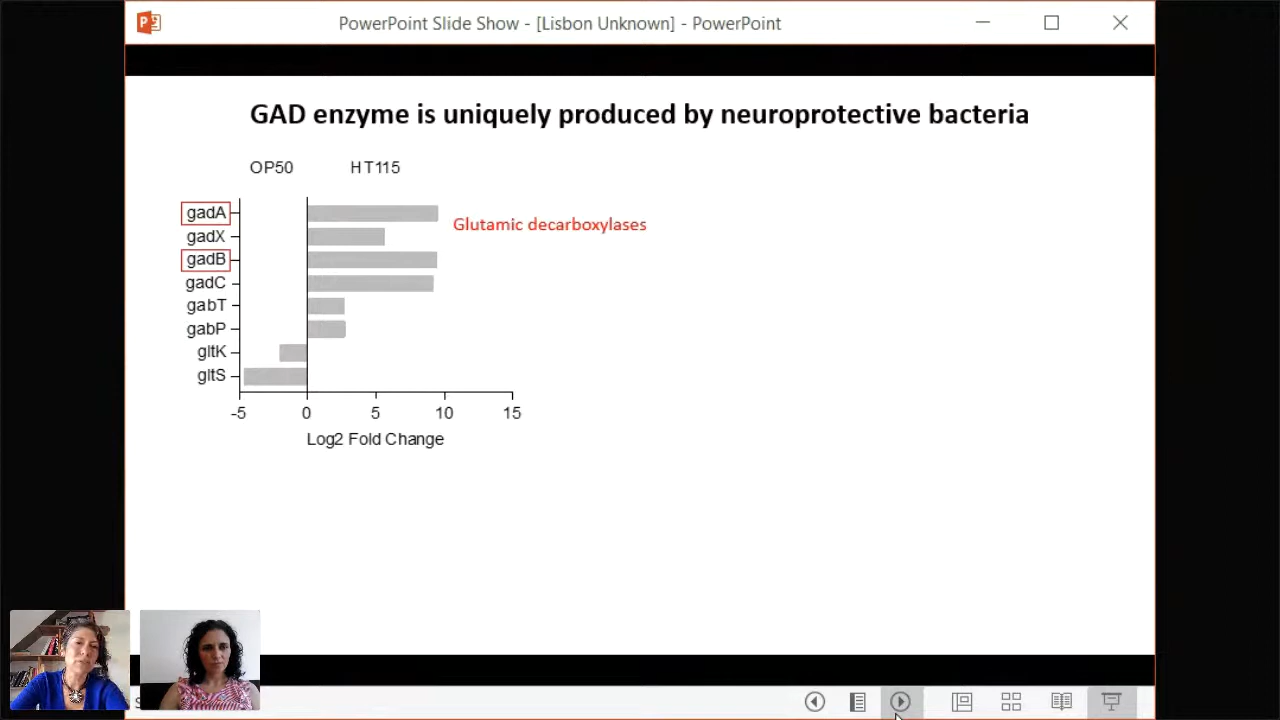 PowerPoint Slide Show - [Lisbon Unknown] - PowerPoint
GAD enzyme is uniquely produced by neuroprotective bacteria
OP50 HT115
gadA
Glutamic decarboxylases
gadX
gadB
gadC
gabT
gabP
gltK
gltS
-5 0 5 10 15
Log2 Fold Change